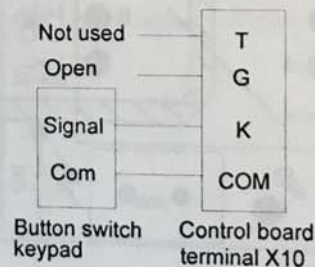 Not used T
Open G
Signal K
Com COM
Button switch Control board
keypad terminal X10